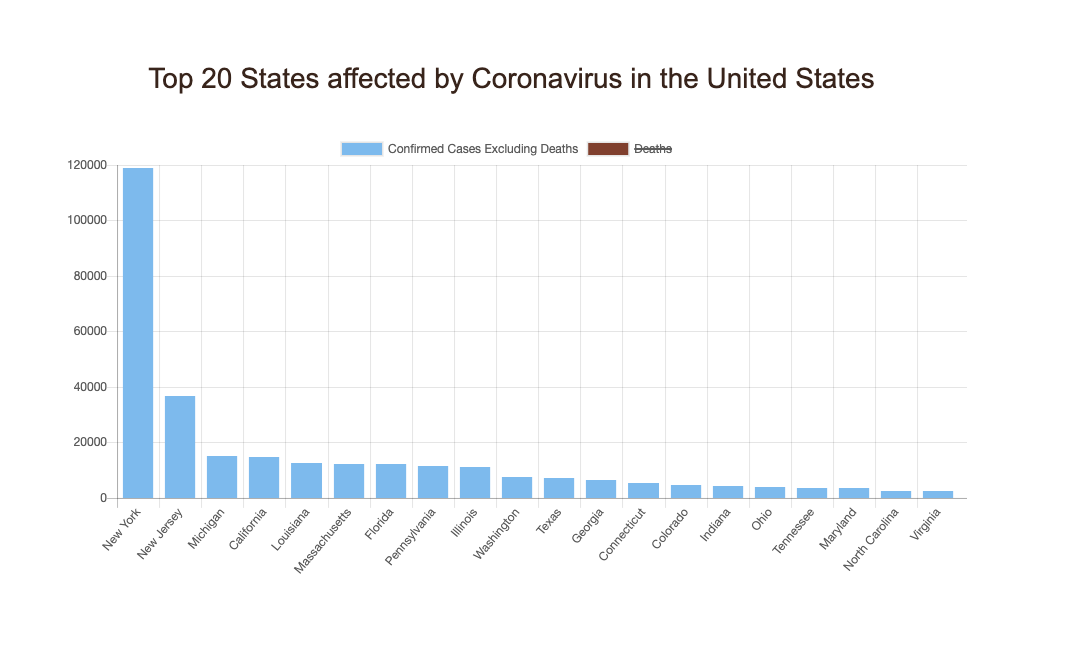 Top 20 States affected by Coronavirus in the United States
Confirmed Cases Excluding Deaths Deaths
120000
100000
80000
60000
40000
20000
0
New York
New Jersey
Michigan
California
Louisiana
Massachusetts
Florida
Pennsylvania
Illinois
Washington
Texas
Georgia
Connecticut
Colorado
Indiana
Ohio
Tennessee
Maryland
North Carolina
Virginia